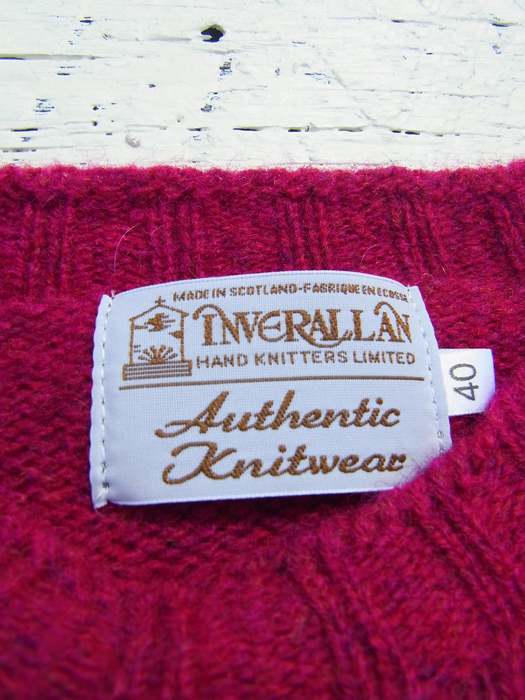 MADE IN SCOTLAND-FABRIQUE EN ECOSSE
INVERALLAN
HAND KNITTERS LIMITED
Authentic
Knitwear
40